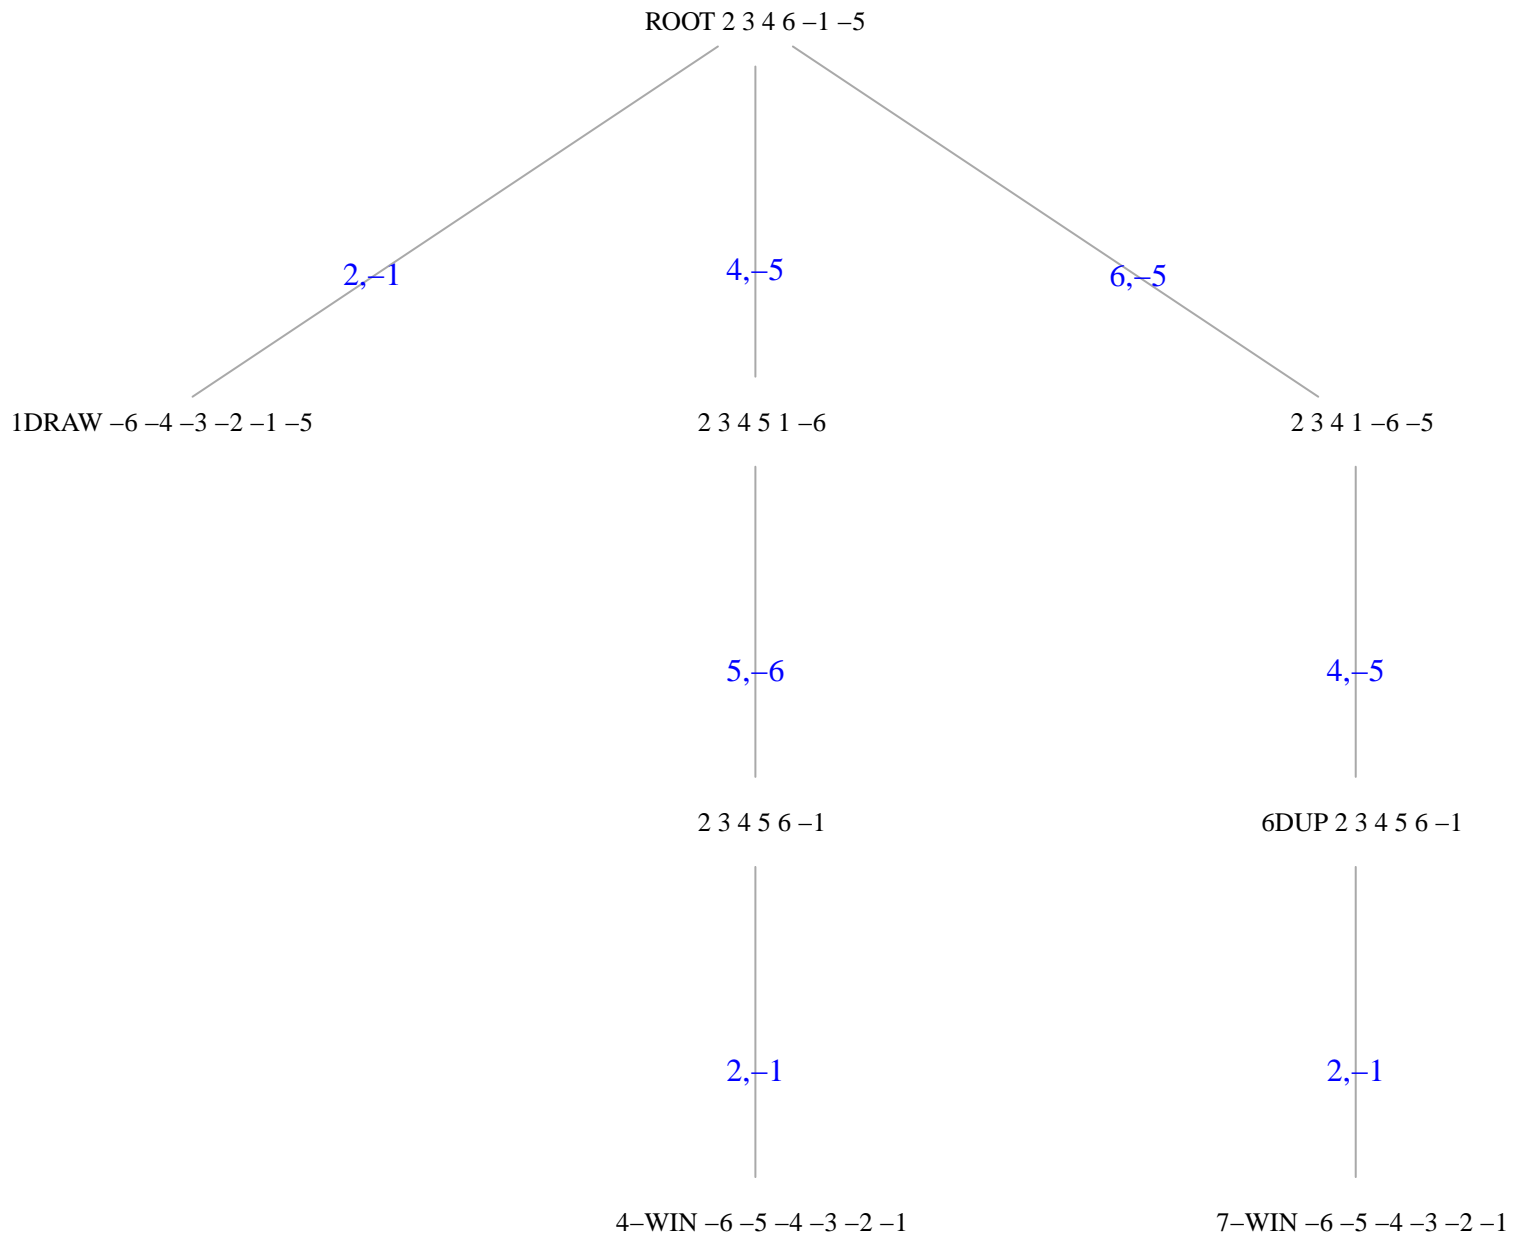 ROOT 2 3 4 6 –1 –5
2,–1
4,–5
6,–5
1DRAW –6 –4 –3 –2 –1 –5
2 3 4 5 1 –6
2 3 4 1 –6 –5
5,–6
4,–5
2 3 4 5 6 –1
6DUP 2 3 4 5 6 –1
2,–1
2,–1
4–WIN –6 –5 –4 –3 –2 –1
7–WIN –6 –5 –4 –3 –2 –1